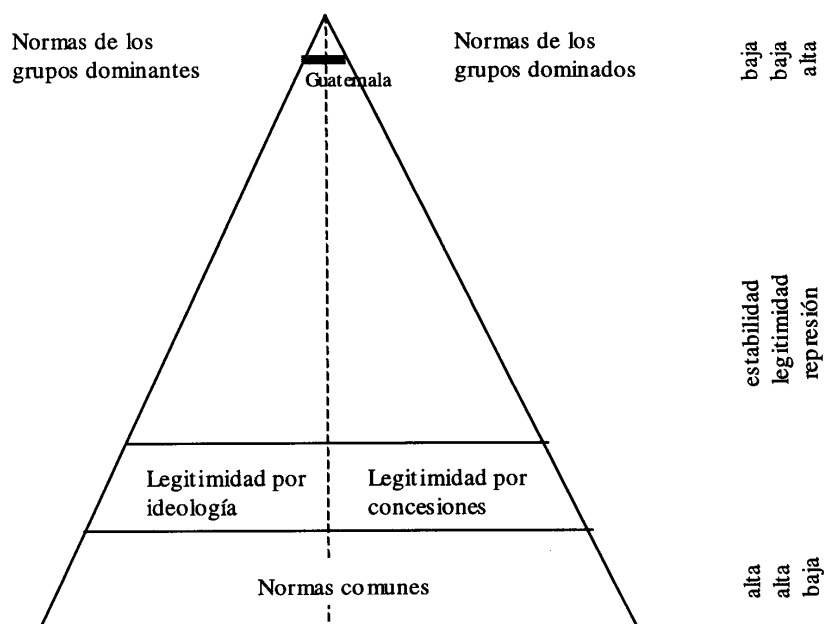 Normas de los
grupos dominantes
Guatemala
Normas de los
grupos dominados
baja
baja
alta
estabilidad
legitimidad
represión
Legitimidad por
ideología
Legitimidad por
concesiones
Normas comunes
alta
alta
baja